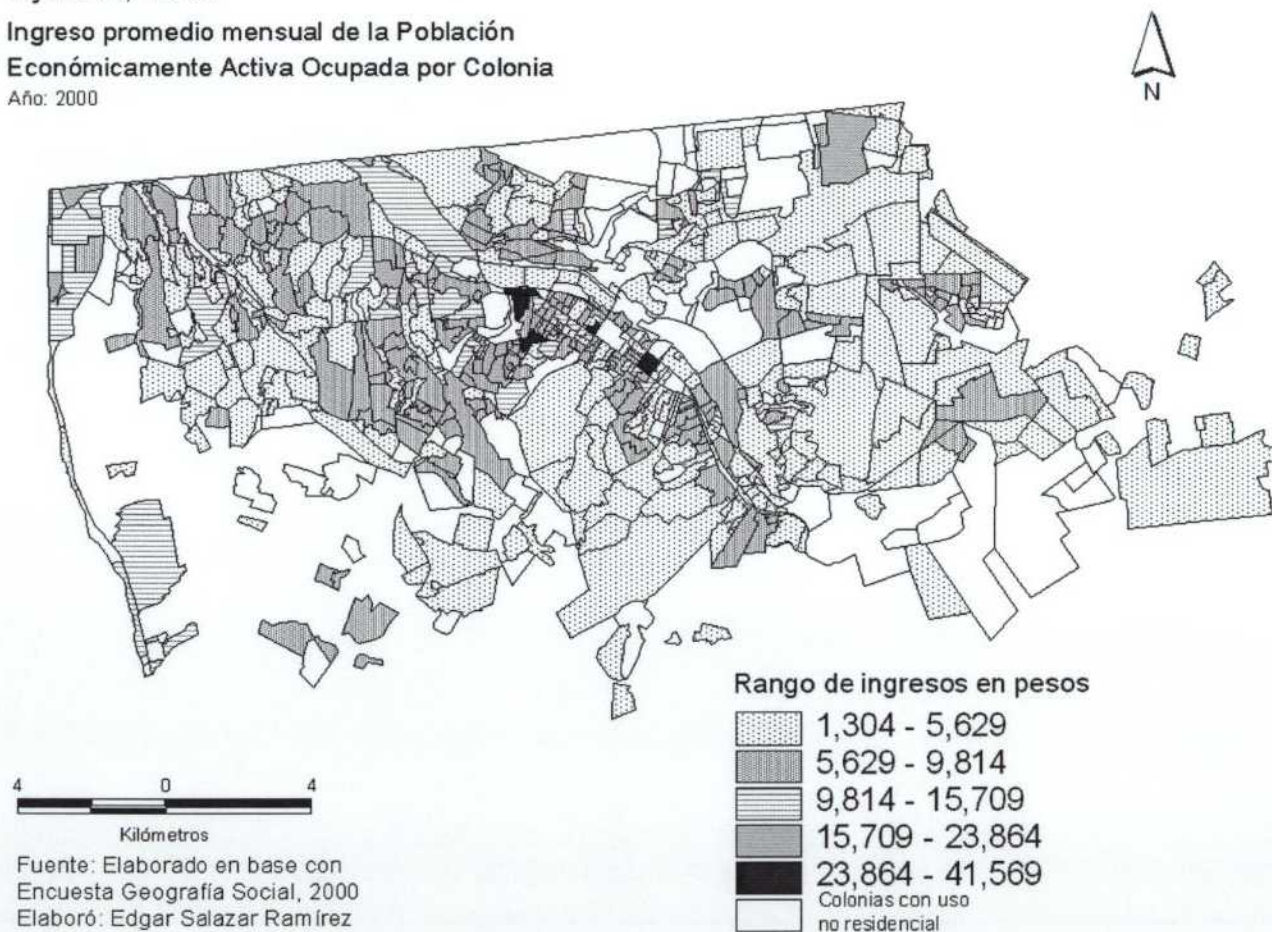 Ingreso promedio mensual de la Población
Económicamente Activa Ocupada por Colonia
Año: 2000
N
Rango de ingresos en pesos
1,304 - 5,629
5,629 - 9,814
9,814 - 15,709
15,709 - 23,864
23,864 - 41,569
Colonias con uso
no residencial
4 0 4
Kilómetros
Fuente: Elaborado en base con
Encuesta Geografía Social, 2000
Elaboró: Edgar Salazar Ramírez